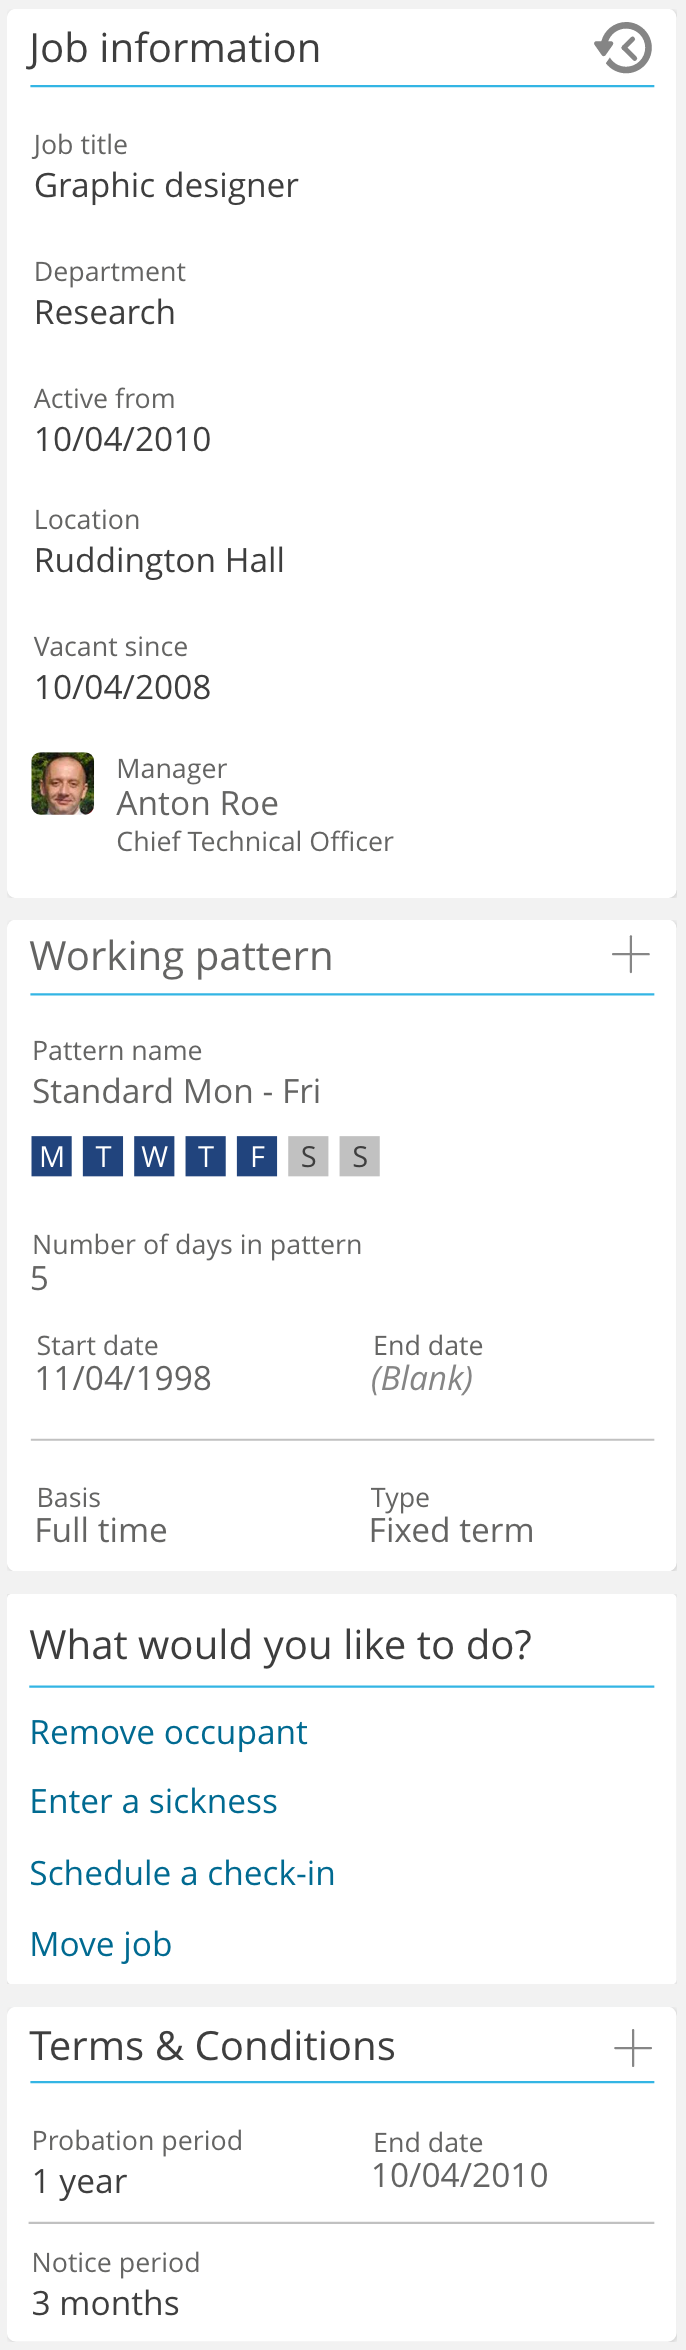 Job information
Job title
Graphic designer
Department
Research
Active from
10/04/2010
Location
Ruddington Hall
Vacant since
10/04/2008
Manager
Anton Roe
Chief Technical Officer
Working pattern
Pattern name
Standard Mon - Fri
M T W T F S S
Number of days in pattern
5
Start date End date
11/04/1998 (Blank)
Basis Type
Full time Fixed term
What would you like to do?
Remove occupant
Enter a sickness
Schedule a check-in
Move job
Terms & Conditions
Probation period End date
1 year 10/04/2010
Notice period
3 months